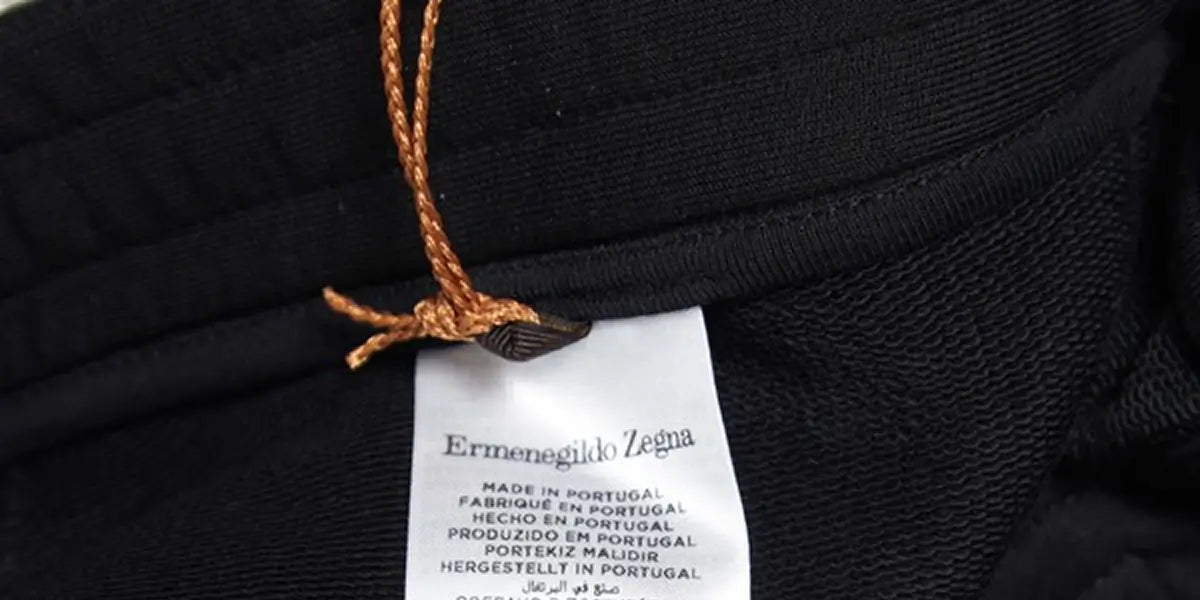 Ermenegildo Zegna
MADE IN PORTUGAL
FABRIQUÉ EN PORTUGAL
HECHO EN PORTUGAL
PRODUZIDO EM PORTUGAL
PORTEKIZ MALIDIR
HERGESTELLT IN PORTUGAL
صنع في البرتغال